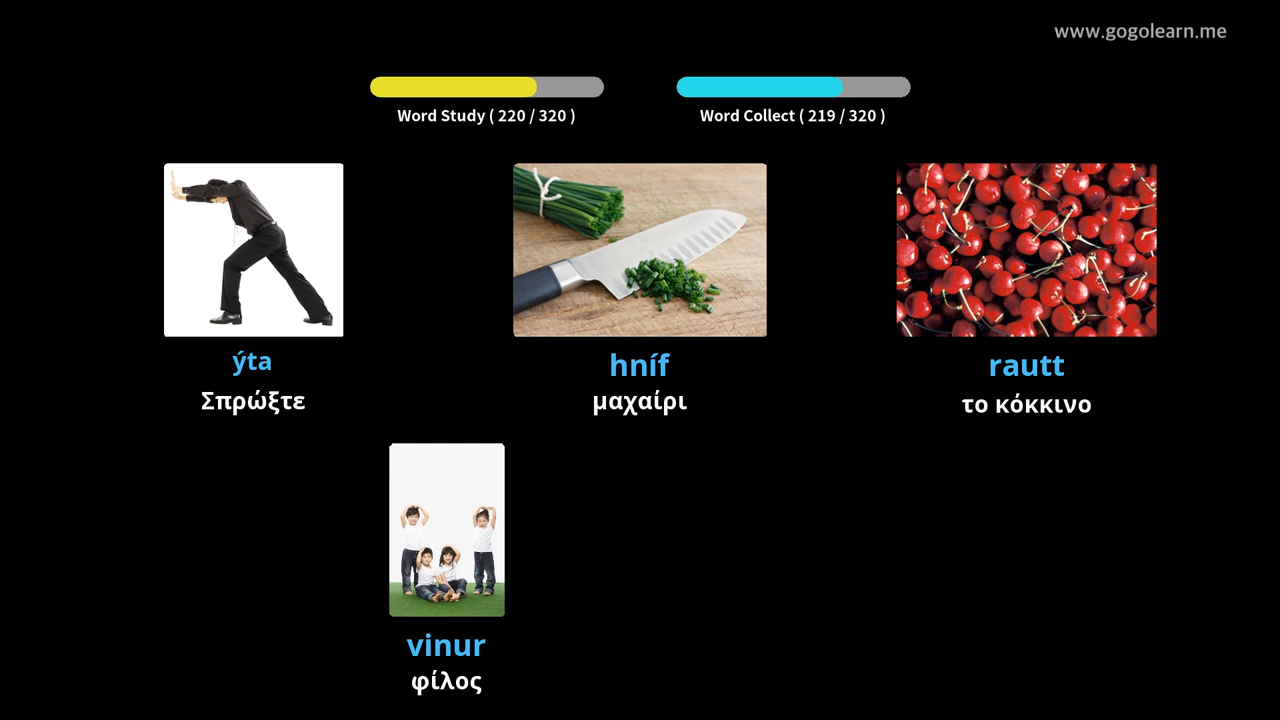 www.gogolearn.me
Word Study ( 220 / 320 )
Word Collect ( 219 / 320 )
ýta
Σπρώξτε
hníf
μαχαίρι
rautt
το κόκκινο
vinur
φίλος